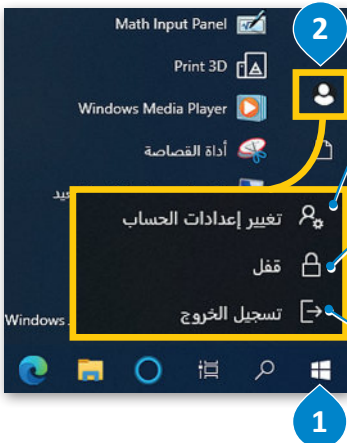 2
Math Input Panel
Print 3D
Windows Media Player
أداة القصاصة
عيد
تغيير إعدادات الحساب
قفل
تسجيل الخروج
Windows
1